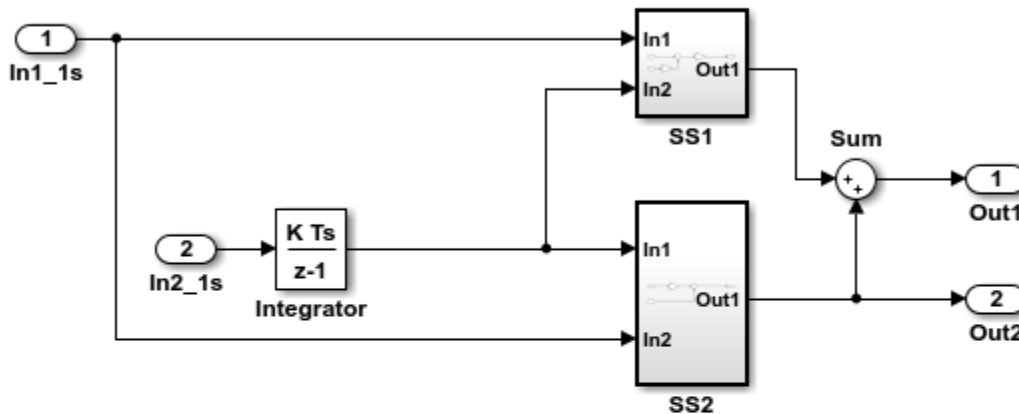 1
In1_1s
In1
In2
Out1
SS1
Sum
+
+
1
Out1
2
In2_1s
K Ts
z-1
Integrator
In1
Out1
In2
SS2
2
Out2